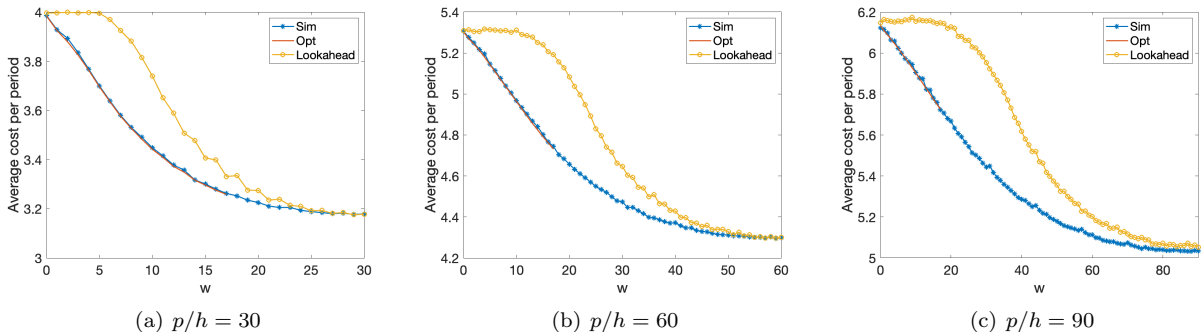 4
3.8
3.6
3.4
3.2
3
Average cost per period
0 5 10 15 20 25 30
w
Sim
Opt
Lookahead
(a) p/h = 30
5.4
5.2
5
4.8
4.6
4.4
4.2
Average cost per period
0 20 40 60
0 10 20 30 40 50 60
w
Sim
Opt
Lookahead
(b) p/h = 60
6.2
6
5.8
5.6
5.4
5.2
5
Average cost per period
0 20 40 60 80
w
Sim
Opt
Lookahead
(c) p/h = 90